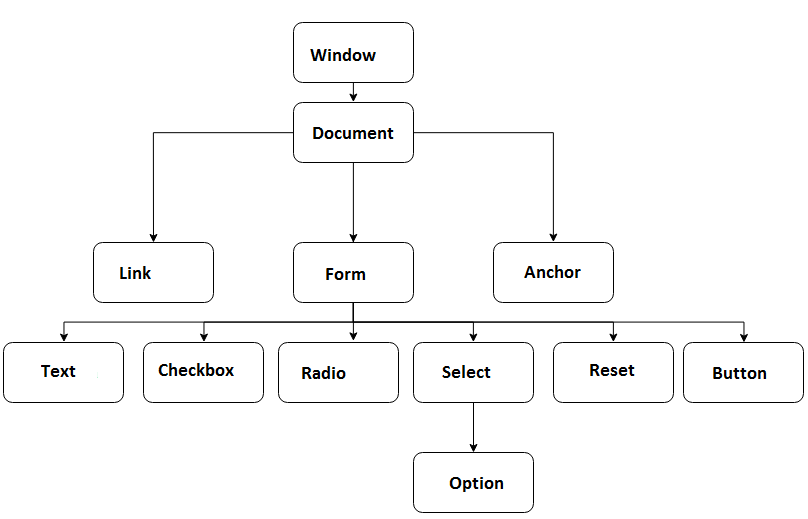 Window
Document
Link
Form
Anchor
Text
Checkbox
Radio
Select
Reset
Button
Option